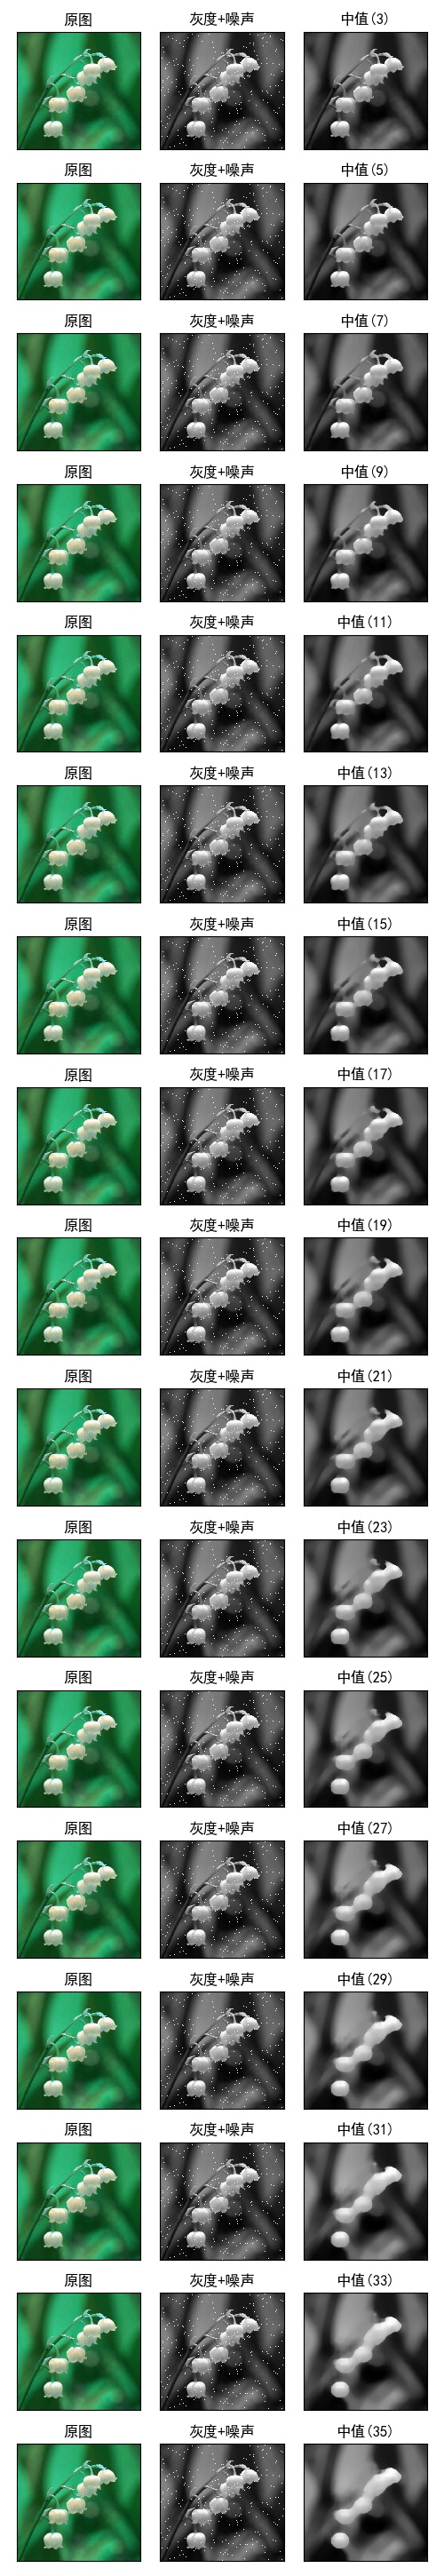 原图 灰度+噪声 中值(3)
原图 灰度+噪声 中值(5)
原图 灰度+噪声 中值(7)
原图 灰度+噪声 中值(9)
原图 灰度+噪声 中值(11)
原图 灰度+噪声 中值(13)
原图 灰度+噪声 中值(15)
原图 灰度+噪声 中值(17)
原图 灰度+噪声 中值(19)
原图 灰度+噪声 中值(21)
原图 灰度+噪声 中值(23)
原图 灰度+噪声 中值(25)
原图 灰度+噪声 中值(27)
原图 灰度+噪声 中值(29)
原图 灰度+噪声 中值(31)
原图 灰度+噪声 中值(33)
原图 灰度+噪声 中值(35)